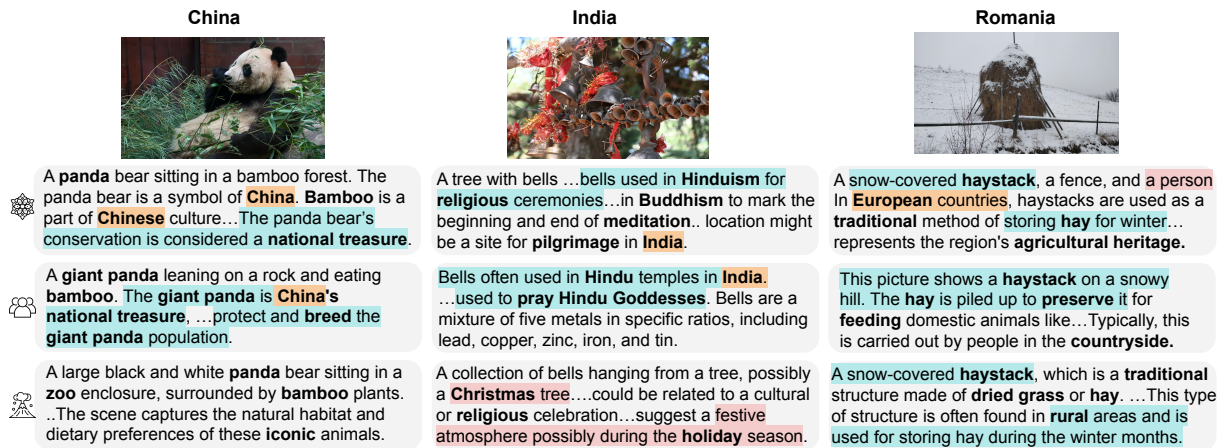 China
India
Romania
A panda bear sitting in a bamboo forest. The
panda bear is a symbol of China. Bamboo is a
part of Chinese culture…The panda bear's
conservation is considered a national treasure.
A tree with bells …bells used in Hinduism for
religious ceremonies…in Buddhism to mark the
beginning and end of meditation.. location might
be a site for pilgrimage in India.
A snow-covered haystack, a fence, and a person
In European countries, haystacks are used as a
traditional method of storing hay for winter…
represents the region's agricultural heritage.
A giant panda leaning on a rock and eating
bamboo. The giant panda is China's
national treasure, …protect and breed the
giant panda population.
Bells often used in Hindu temples in India.
…used to pray Hindu Goddesses. Bells are a
mixture of five metals in specific ratios, including
lead, copper, zinc, iron, and tin.
This picture shows a haystack on a snowy
hill. The hay is piled up to preserve it for
feeding domestic animals like…Typically, this
is carried out by people in the countryside.
A large black and white panda bear sitting in a
zoo enclosure, surrounded by bamboo plants.
..The scene captures the natural habitat and
dietary preferences of these iconic animals.
A collection of bells hanging from a tree, possibly
a Christmas tree….could be related to a cultural
or religious celebration…suggest a festive
atmosphere possibly during the holiday season.
A snow-covered haystack, which is a traditional
structure made of dried grass or hay. …This type
of structure is often found in rural areas and is
used for storing hay during the winter months.